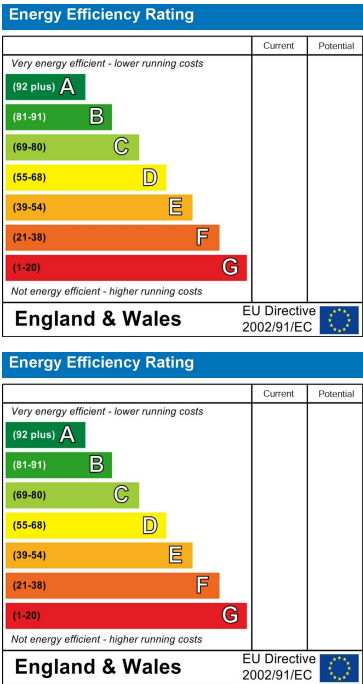 Energy Efficiency Rating
Current Potential
Very energy efficient - lower running costs
(92 plus) A
(81-91) B
(69-80) C
(55-68) D
(39-54) E
(21-38) F
(1-20) G
Not energy efficient - higher running costs
England & Wales
EU Directive
2002/91/EC
Energy Efficiency Rating
Current Potential
Very energy efficient - lower running costs
(92 plus) A
(81-91) B
(69-80) C
(55-68) D
(39-54) E
(21-38) F
(1-20) G
Not energy efficient - higher running costs
England & Wales
EU Directive
2002/91/EC